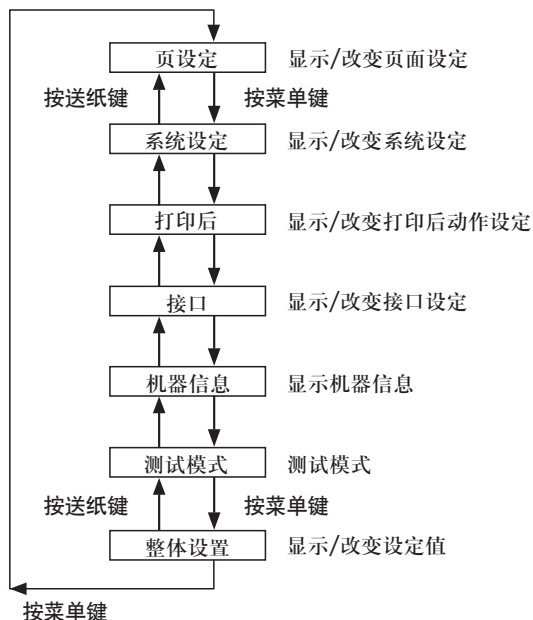 页设定 显示/改变页面设定
按送纸键 按菜单键
系统设定 显示/改变系统设定
打印后 显示/改变打印后动作设定
接口 显示/改变接口设定
机器信息 显示机器信息
测试模式 测试模式
按送纸键 按菜单键
整体设置 显示/改变设定值
按菜单键